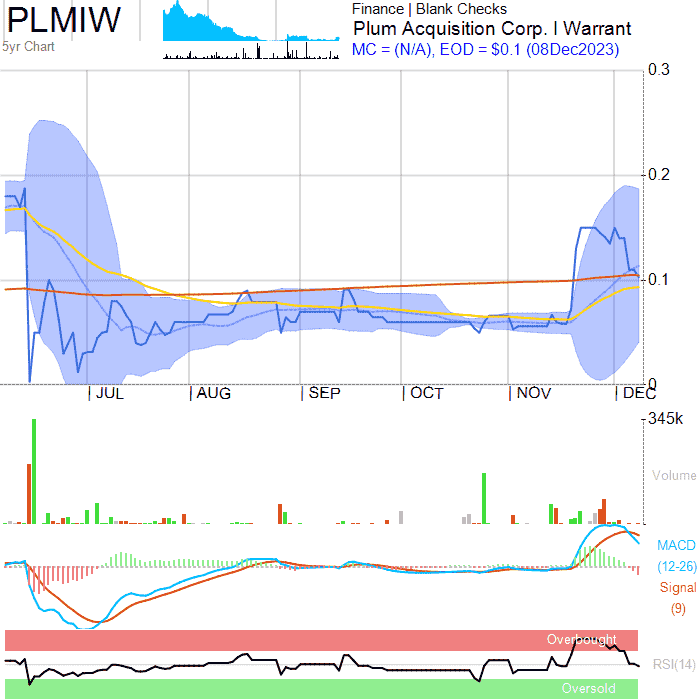 PLMIW
5yr Chart
Finance | Blank Checks
Plum Acquisition Corp. I Warrant
MC = (N/A), EOD = $0.1 (08Dec2023)
0.3
0.2
0.1
0
JUL AUG SEP OCT NOV DEC
345k
Volume
MACD
(12-26)
Signal
(9)
Overbought
RSI(14)
Oversold